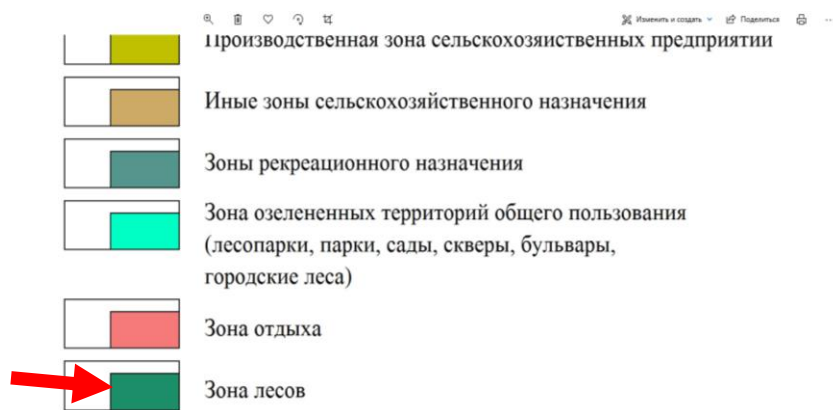 Изменить и создать
Поделиться
Производственная зона сельскохозяйственных предприятий
Иные зоны сельскохозяйственного назначения
Зоны рекреационного назначения
Зона озелененных территорий общего пользования
(лесопарки, парки, сады, скверы, бульвары,
городские леса)
Зона отдыха
Зона лесов